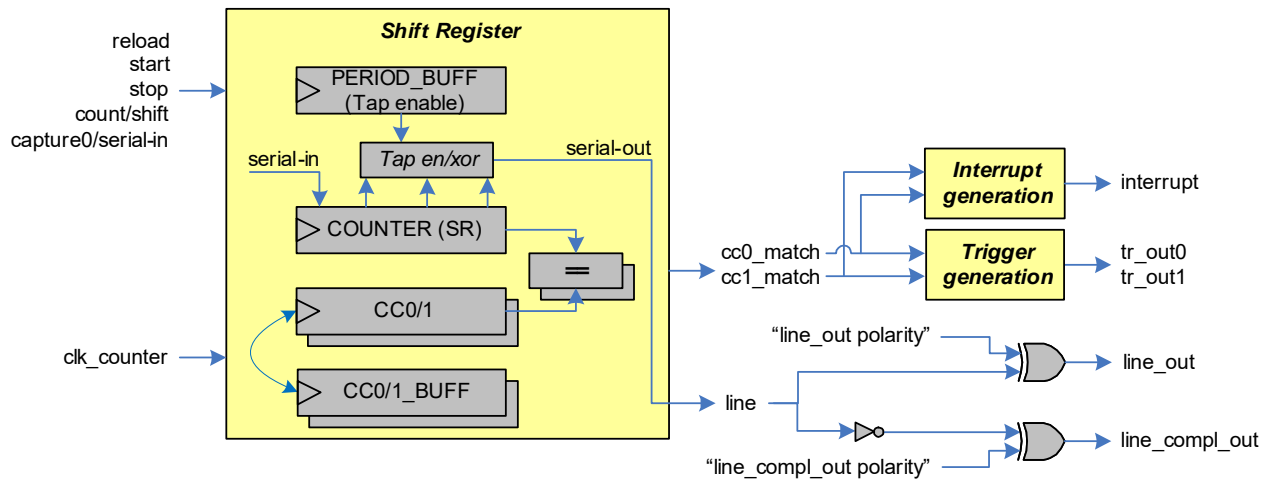 Shift Register
reload
start
stop
count/shift
capture0/serial-in
PERIOD_BUFF
(Tap enable)
serial-in
Tap en/xor
serial-out
COUNTER (SR)
=
CC0/1
CC0/1_BUFF
clk_counter
cc0_match
cc1_match
Interrupt
generation
interrupt
Trigger
generation
tr_out0
tr_out1
“line_out polarity”
line_out
line
line_compl_out
“line_compl_out polarity”